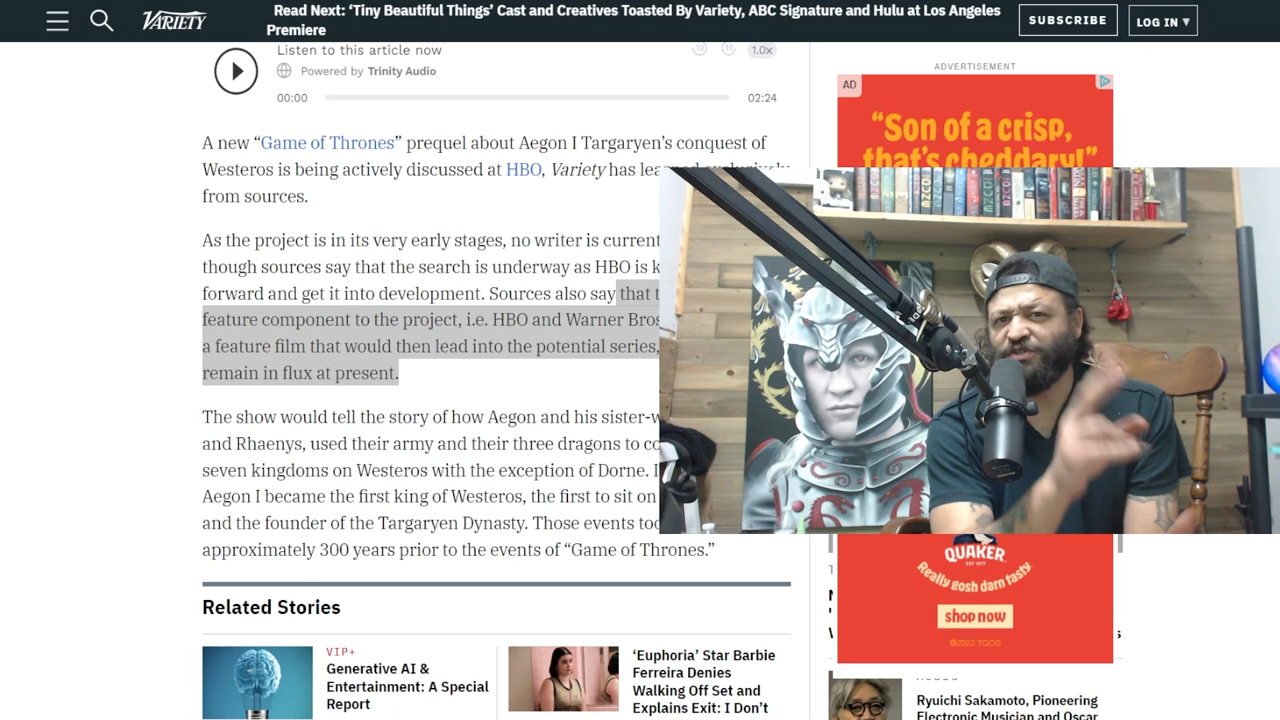 Read Next: ‘Tiny Beautiful Things’ Cast and Creatives Toasted By Variety, ABC Signature and Hulu at Los Angeles
Premiere
VARIETY
SUBSCRIBE
LOG IN ▾
Listen to this article now
10
10
1.0x
Powered by Trinity Audio
00:00
02:24
A new “Game of Thrones” prequel about Aegon I Targaryen’s conquest of
Westeros is being actively discussed at HBO, Variety has learned exclusively
from sources.
As the project is in its very early stages, no writer is current
though sources say that the search is underway as HBO is k
forward and get it into development. Sources also say that t
feature component to the project, i.e. HBO and Warner Bros
a feature film that would then lead into the potential series,
remain in flux at present.
The show would tell the story of how Aegon and his sister-w
and Rhaenys, used their army and their three dragons to co
seven kingdoms on Westeros with the exception of Dorne. I
Aegon I became the first king of Westeros, the first to sit on
and the founder of the Targaryen Dynasty. Those events too
approximately 300 years prior to the events of “Game of Thrones.”
Related Stories
VIP+
Generative AI &
Entertainment: A Special
Report
‘Euphoria’ Star Barbie
Ferreira Denies
Walking Off Set and
Explains Exit: I Don’t
ADVERTISEMENT
AD
“Son of a crisp,
that’s cheddary!”
QUAKER
EST 1877
Really gosh darn tasty
shop now
©2022 TQOD
Ryuichi Sakamoto, Pioneering
Electronic Musician and Oscar